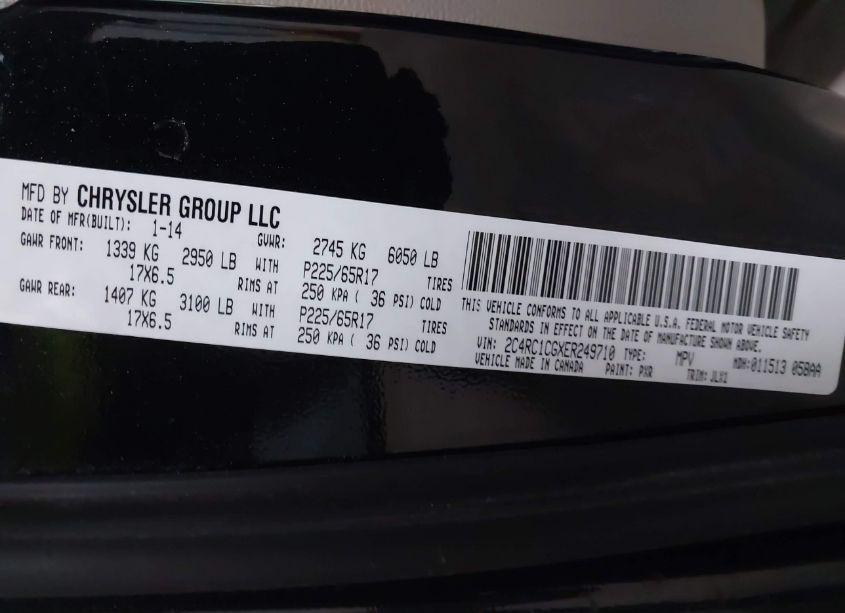 MFD BY CHRYSLER GROUP LLC
DATE OF MFR(BUILT): 1-14 GVWR: 2745 KG 6050 LB
GAWR FRONT: 1339 KG 2950 LB WITH P225/65R17 TIRES
17X6.5 RIMS AT 250 KPA ( 36 PSI) COLD
GAWR REAR: 1407 KG 3100 LB WITH P225/65R17 TIRES
17X6.5 RIMS AT 250 KPA ( 36 PSI) COLD
THIS VEHICLE CONFORMS TO ALL APPLICABLE U.S.A. FEDERAL MOTOR VEHICLE SAFETY
STANDARDS IN EFFECT ON THE DATE OF MANUFACTURE SHOWN ABOVE.
VIN: 2C4RC1CGXER249710 TYPE: MPV MDH: 011513 058AA
VEHICLE MADE IN CANADA PAINT: PXR TRIM: JLX1